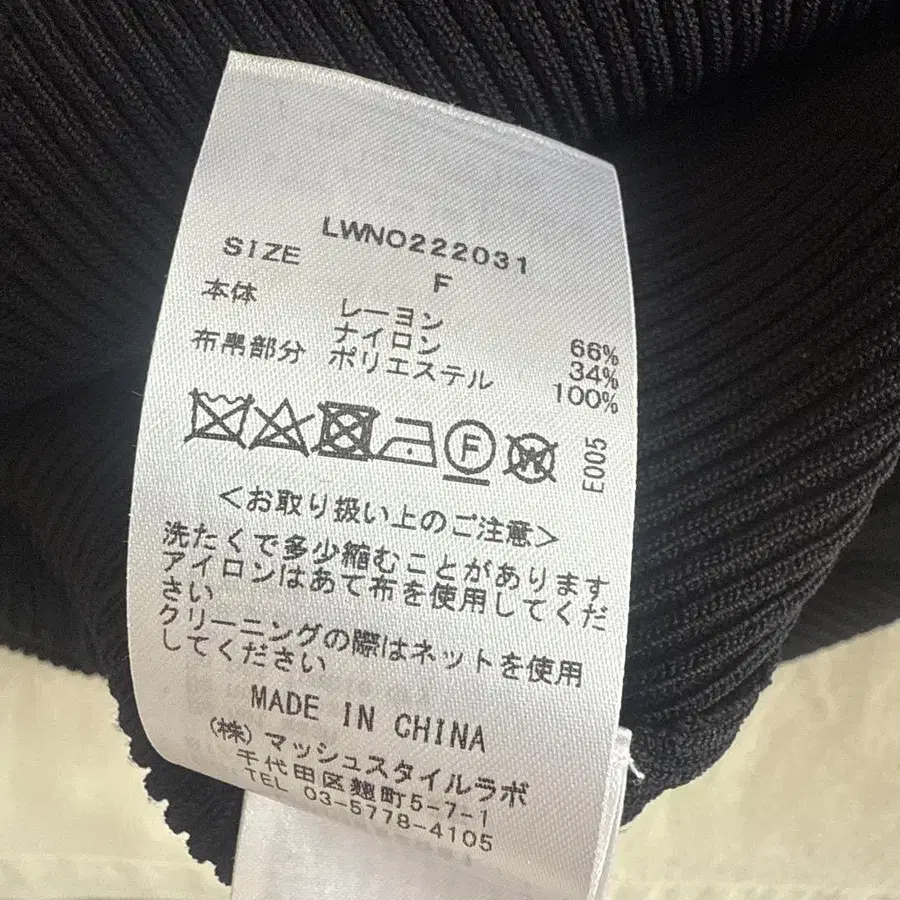 LWNO222031
SIZE F
本体 レーヨン 66%
ナイロン 34%
布帛部分 ポリエステル 100%
F W E005
<お取り扱い上のご注意>
洗たくで多少縮むことがあります
アイロンはあて布を使用してくだ
さい
クリーニングの際はネットを使用
してください
MADE IN CHINA
(株)マッシュスタイルラボ
千代田区麹町5-7-1
TEL 03-5778-4105